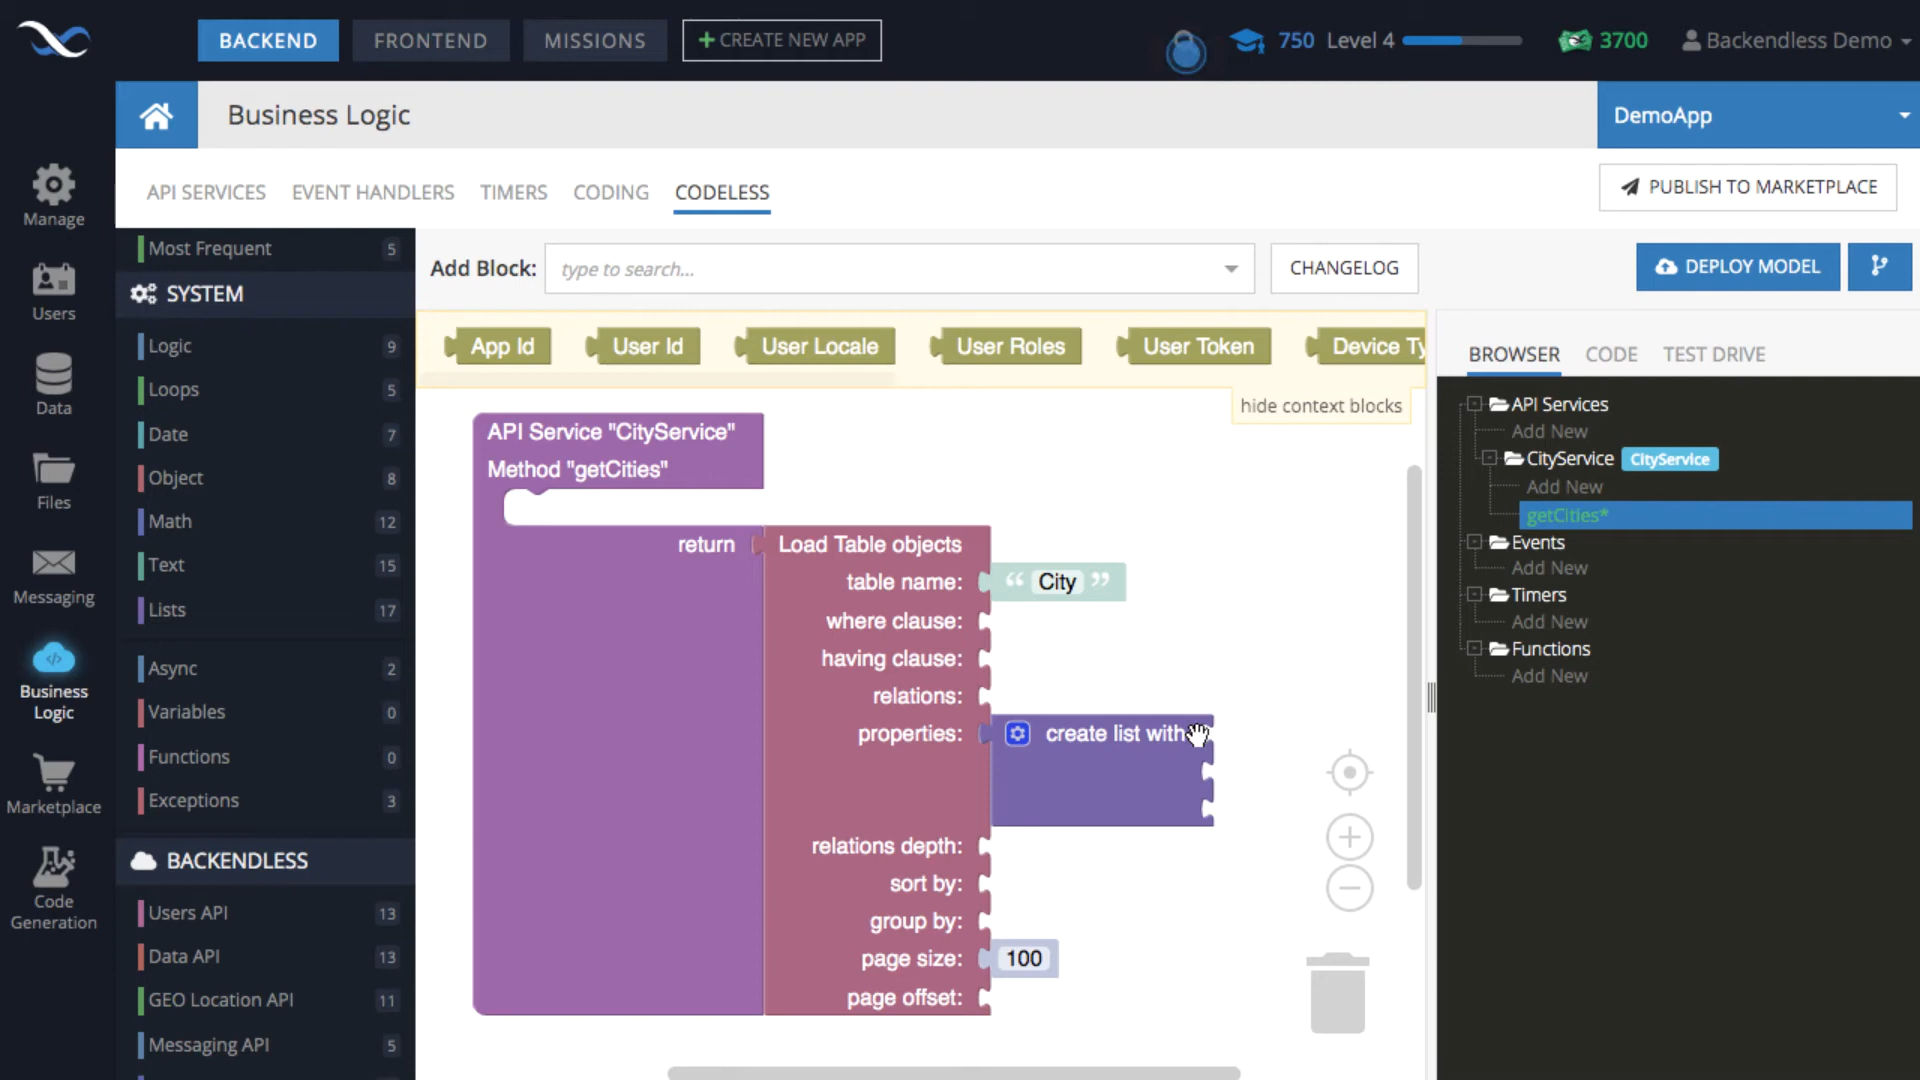 BACKEND
FRONTEND
MISSIONS
+ CREATE NEW APP
750 Level 4
3700
Backendless Demo
Business Logic
DemoApp
API SERVICES
EVENT HANDLERS
TIMERS
CODING
CODELESS
PUBLISH TO MARKETPLACE
Manage
Users
Data
Files
Messaging
Business
Logic
Marketplace
Code
Generation
Most Frequent 5
SYSTEM
Logic 9
Loops 5
Date 7
Object 8
Math 12
Text 15
Lists 17
Async 2
Variables 0
Functions 0
Exceptions 3
BACKENDLESS
Users API 13
Data API 13
GEO Location API 11
Messaging API 5
Add Block:
type to search...
CHANGELOG
DEPLOY MODEL
App Id
User Id
User Locale
User Roles
User Token
Device Ty
hide context blocks
API Service "CityService"
Method "getCities"
return
Load Table objects
table name:
“ City ”
where clause:
having clause:
relations:
properties:
create list with
relations depth:
sort by:
group by:
page size:
100
page offset:
BROWSER
CODE
TEST DRIVE
API Services
Add New
CityService CityService
Add New
getCities*
Events
Add New
Timers
Add New
Functions
Add New